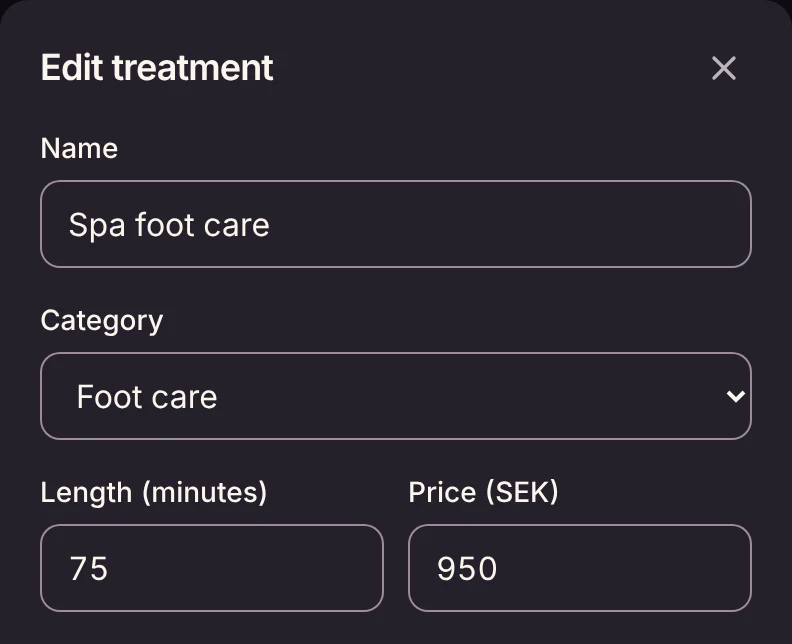 Edit treatment
Name
Spa foot care
Category
Foot care
Length (minutes)
Price (SEK)
75
950